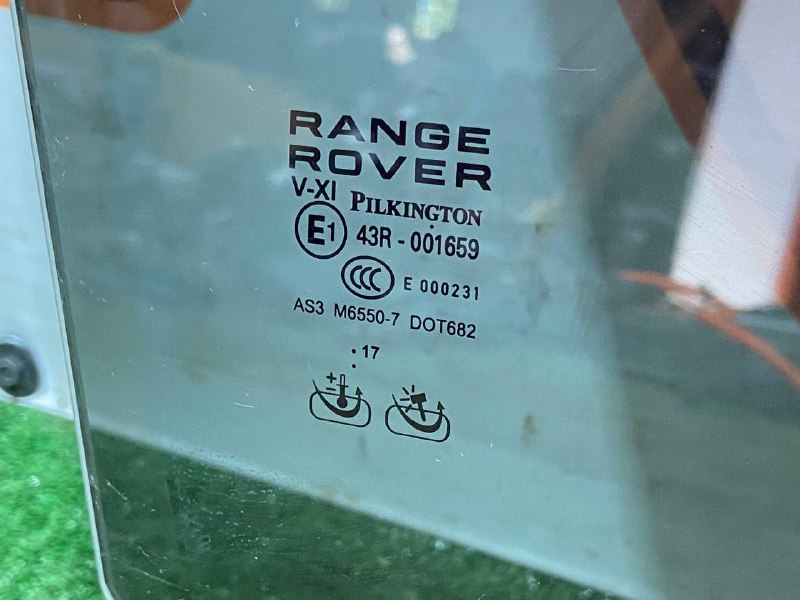 RANGE
ROVER
V-XI PILKINGTON
E1 43R - 001659
CCC E 000231
AS3 M6550-7 DOT682
· 17